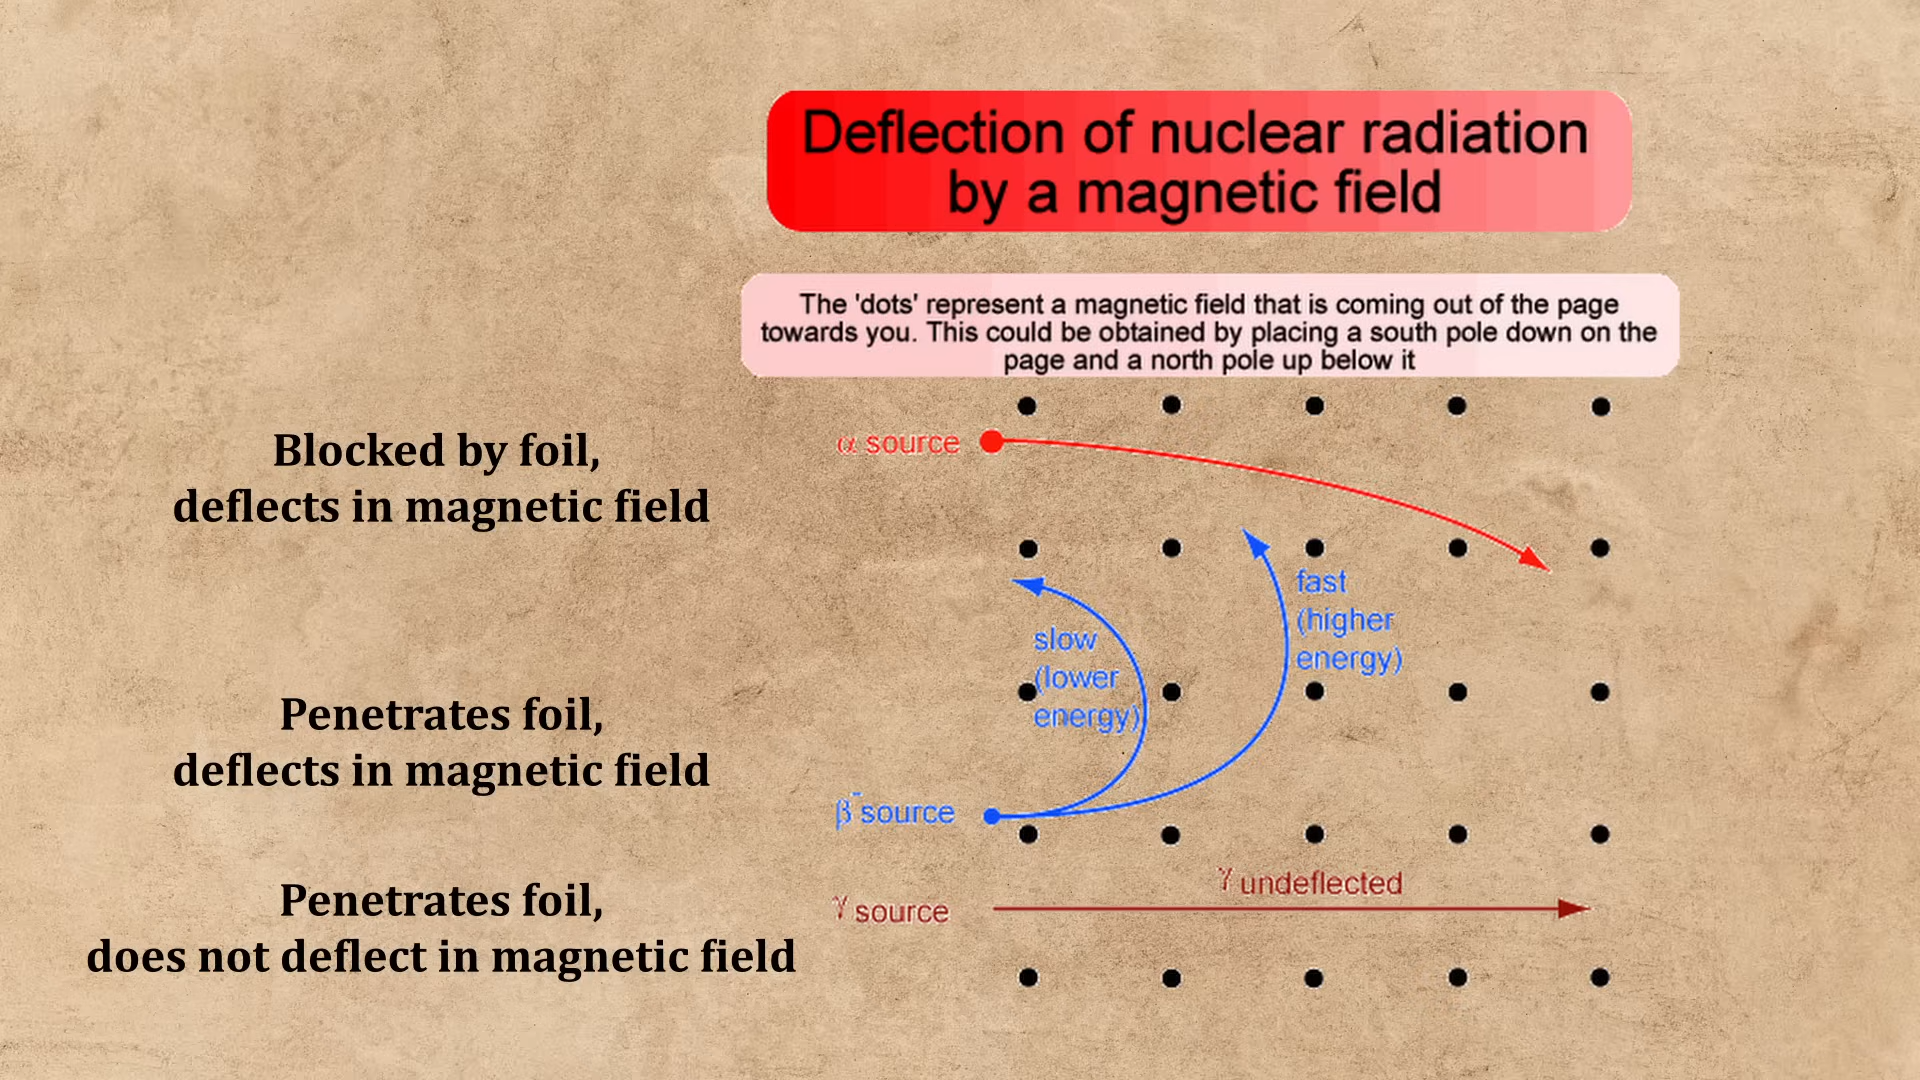 Deflection of nuclear radiation
by a magnetic field
The 'dots' represent a magnetic field that is coming out of the page
towards you. This could be obtained by placing a south pole down on the
page and a north pole up below it
Blocked by foil,
deflects in magnetic field
α source
fast
(higher
energy)
slow
(lower
energy)
Penetrates foil,
deflects in magnetic field
β⁻ source
Penetrates foil,
does not deflect in magnetic field
γ source
γ undeflected